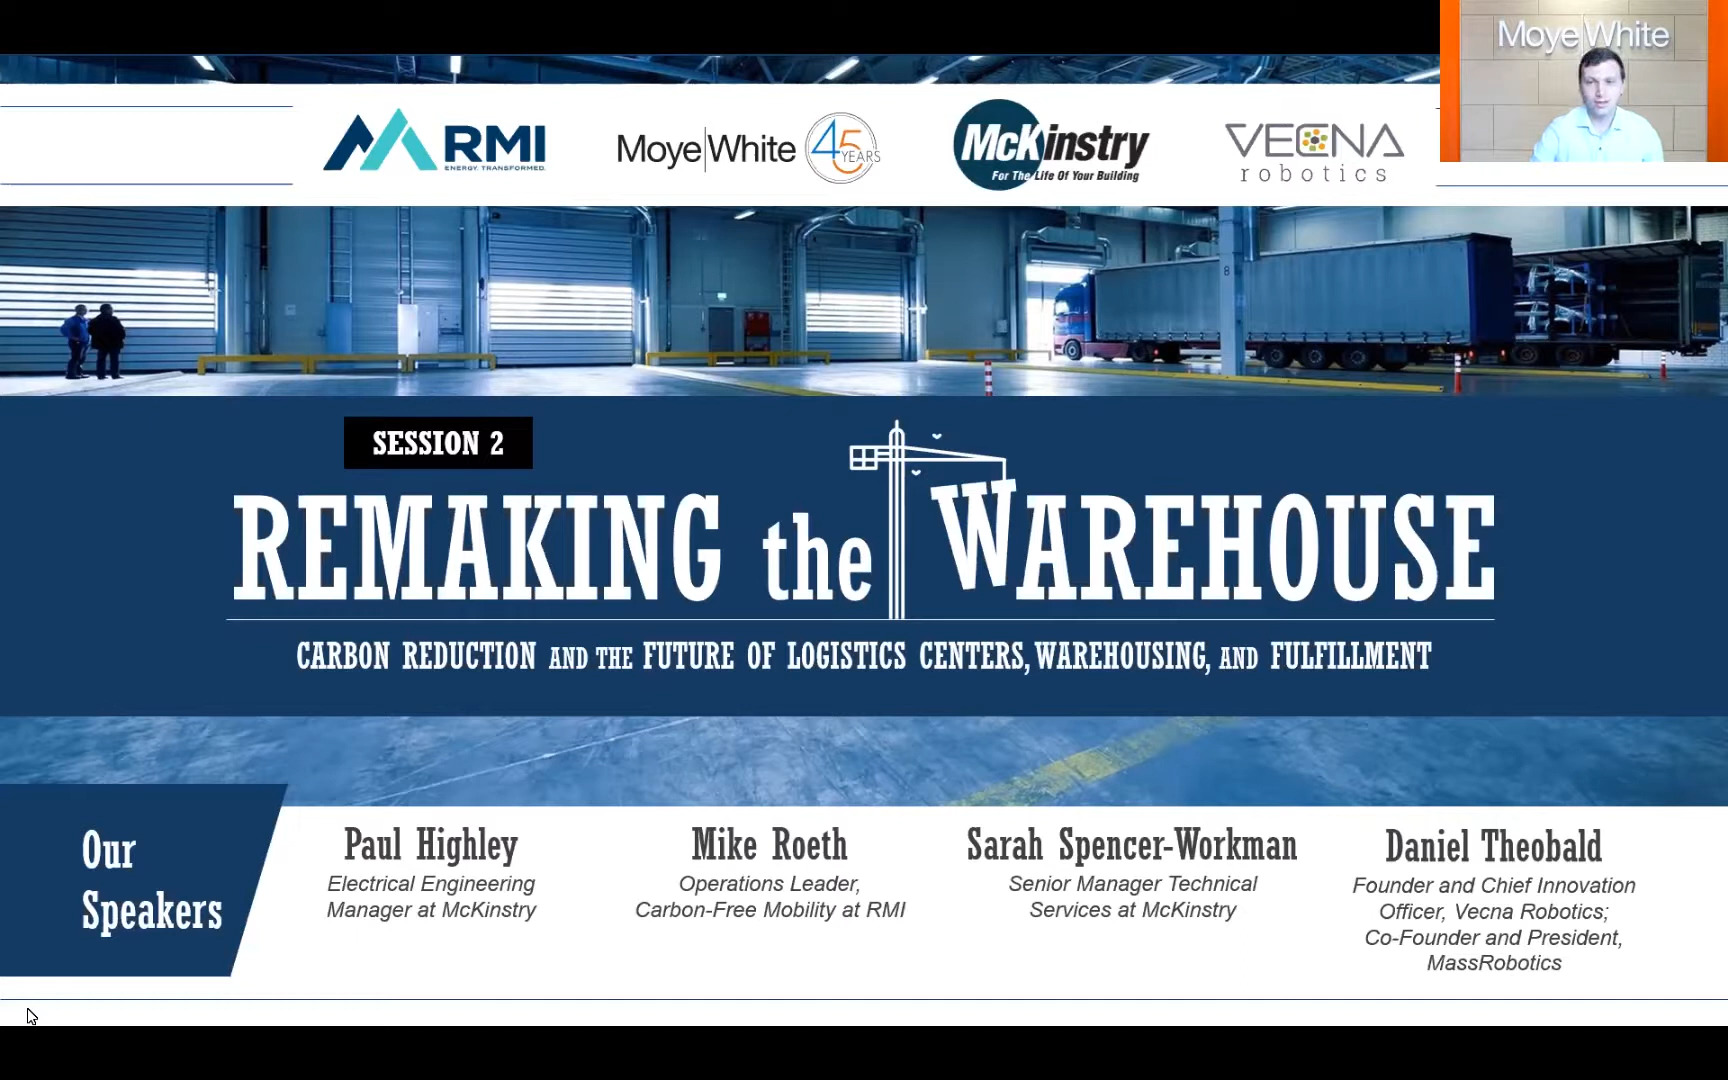 RMI
ENERGY. TRANSFORMED.
Moye|White 45 YEARS
McKinstry
For The Life Of Your Building
VECNA
robotics
Moye|White
8
SESSION 2
REMAKING the WAREHOUSE
CARBON REDUCTION AND THE FUTURE OF LOGISTICS CENTERS, WAREHOUSING, AND FULFILLMENT
Our
Speakers
Paul Highley
Electrical Engineering
Manager at McKinstry
Mike Roeth
Operations Leader,
Carbon-Free Mobility at RMI
Sarah Spencer-Workman
Senior Manager Technical
Services at McKinstry
Daniel Theobald
Founder and Chief Innovation
Officer, Vecna Robotics;
Co-Founder and President,
MassRobotics